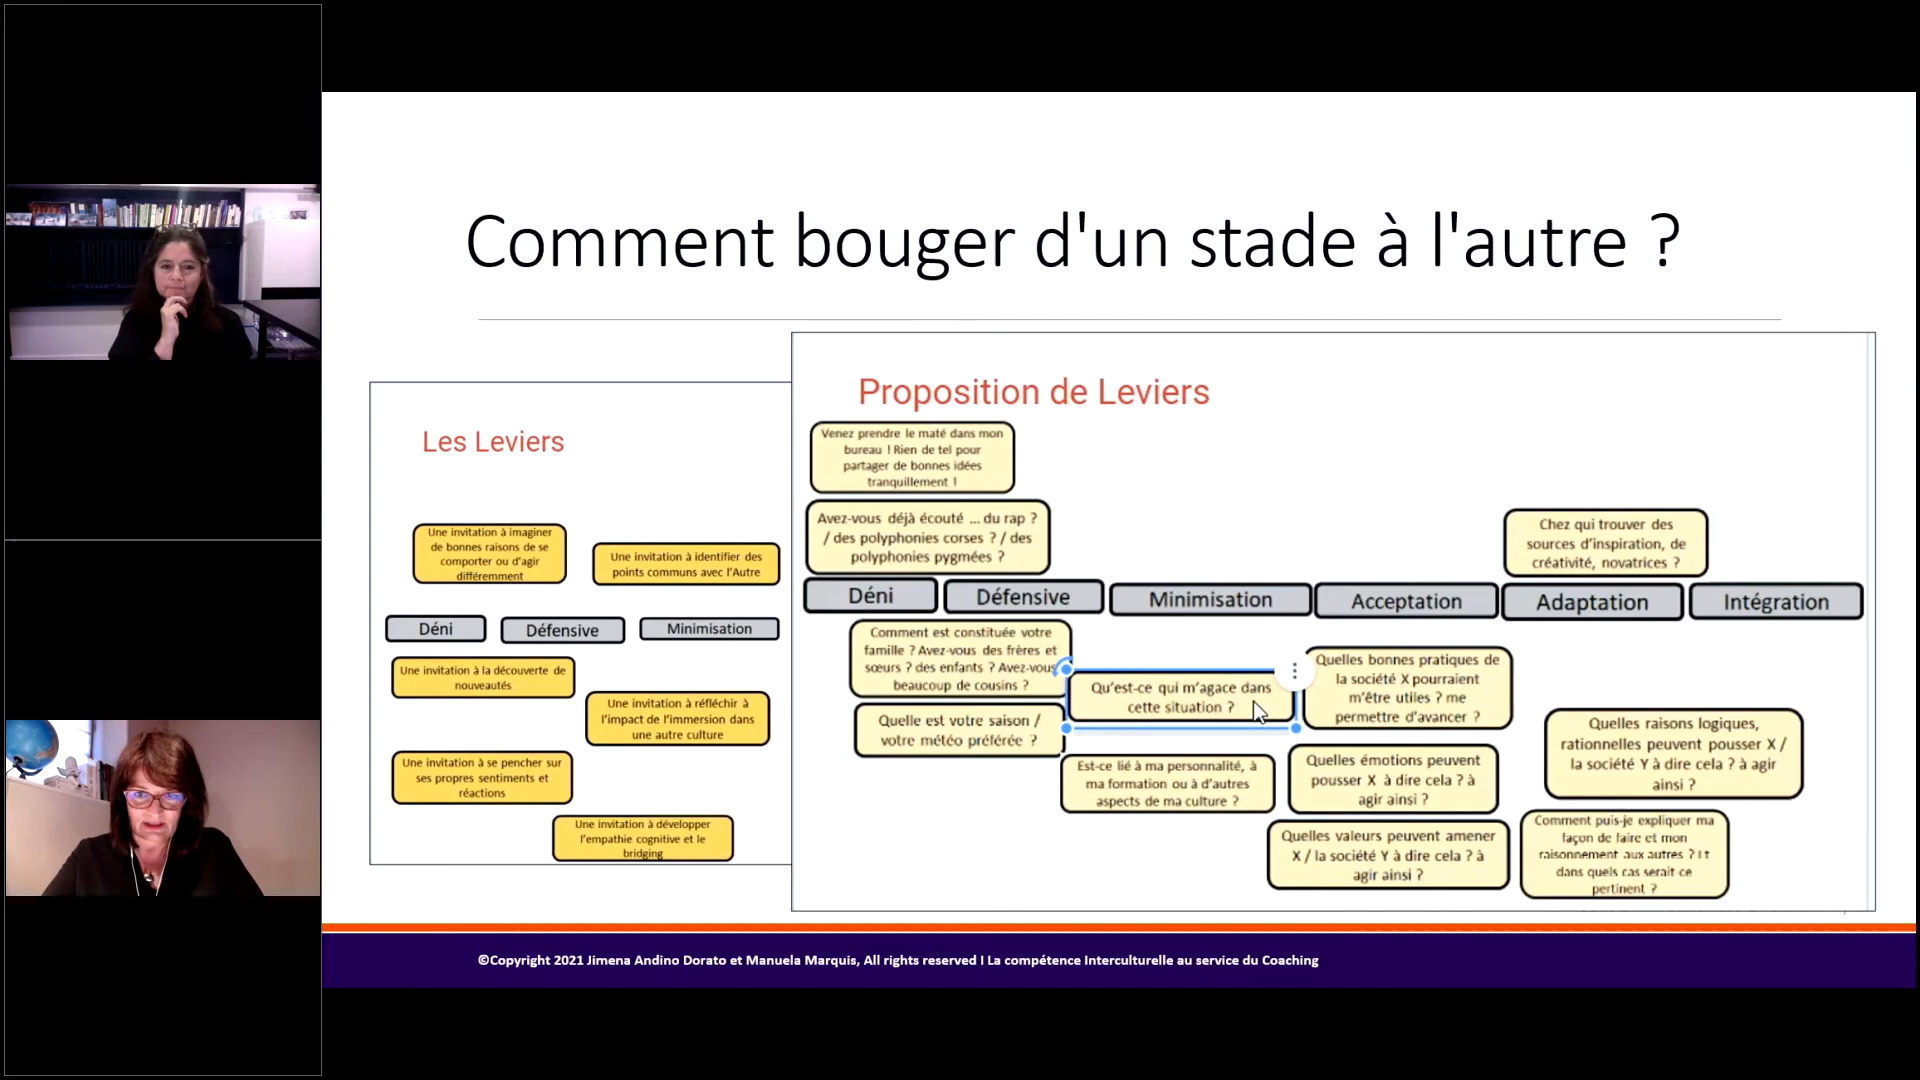 Comment bouger d'un stade à l'autre ?
Les Leviers
Une invitation à imaginer
de bonnes raisons de se
comporter ou d'agir
différemment
Une invitation à identifier des
points communs avec l'Autre
Déni
Défensive
Minimisation
Une invitation à la découverte de
nouveautés
Une invitation à réfléchir à
l'impact de l'immersion dans
une autre culture
Une invitation à se pencher sur
ses propres sentiments et
réactions
Une invitation à développer
l'empathie cognitive et le
bridging
Proposition de Leviers
Venez prendre le maté dans mon
bureau ! Rien de tel pour
partager de bonnes idées
tranquillement !
Avez-vous déjà écouté ... du rap ?
/ des polyphonies corses ? / des
polyphonies pygmées ?
Chez qui trouver des
sources d'inspiration, de
créativité, novatrices ?
Déni
Défensive
Minimisation
Acceptation
Adaptation
Intégration
Comment est constituée votre
famille ? Avez-vous des frères et
sœurs ? des enfants ? Avez-vous
beaucoup de cousins ?
Quelle est votre saison /
votre météo préférée ?
Qu'est-ce qui m'agace dans
cette situation ?
Est-ce lié à ma personnalité, à
ma formation ou à d'autres
aspects de ma culture ?
Quelles bonnes pratiques de
la société X pourraient
m'être utiles ? me
permettre d'avancer ?
Quelles émotions peuvent
pousser X à dire cela ? à
agir ainsi ?
Quelles valeurs peuvent amener
X / la société Y à dire cela ? à
agir ainsi ?
Quelles raisons logiques,
rationnelles peuvent pousser X /
la société Y à dire cela ? à agir
ainsi ?
Comment puis-je expliquer ma
façon de faire et mon
raisonnement aux autres ? Et
dans quels cas serait-ce
pertinent ?
©Copyright 2021 Jimena Andino Dorato et Manuela Marquis, All rights reserved I La compétence Interculturelle au service du Coaching